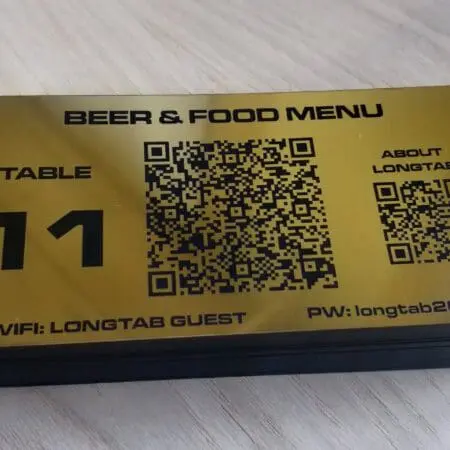 BEER & FOOD MENU
TABLE
11
ABOUT
LONGTAB
WIFI: LONGTAB GUEST
PW: longtab2